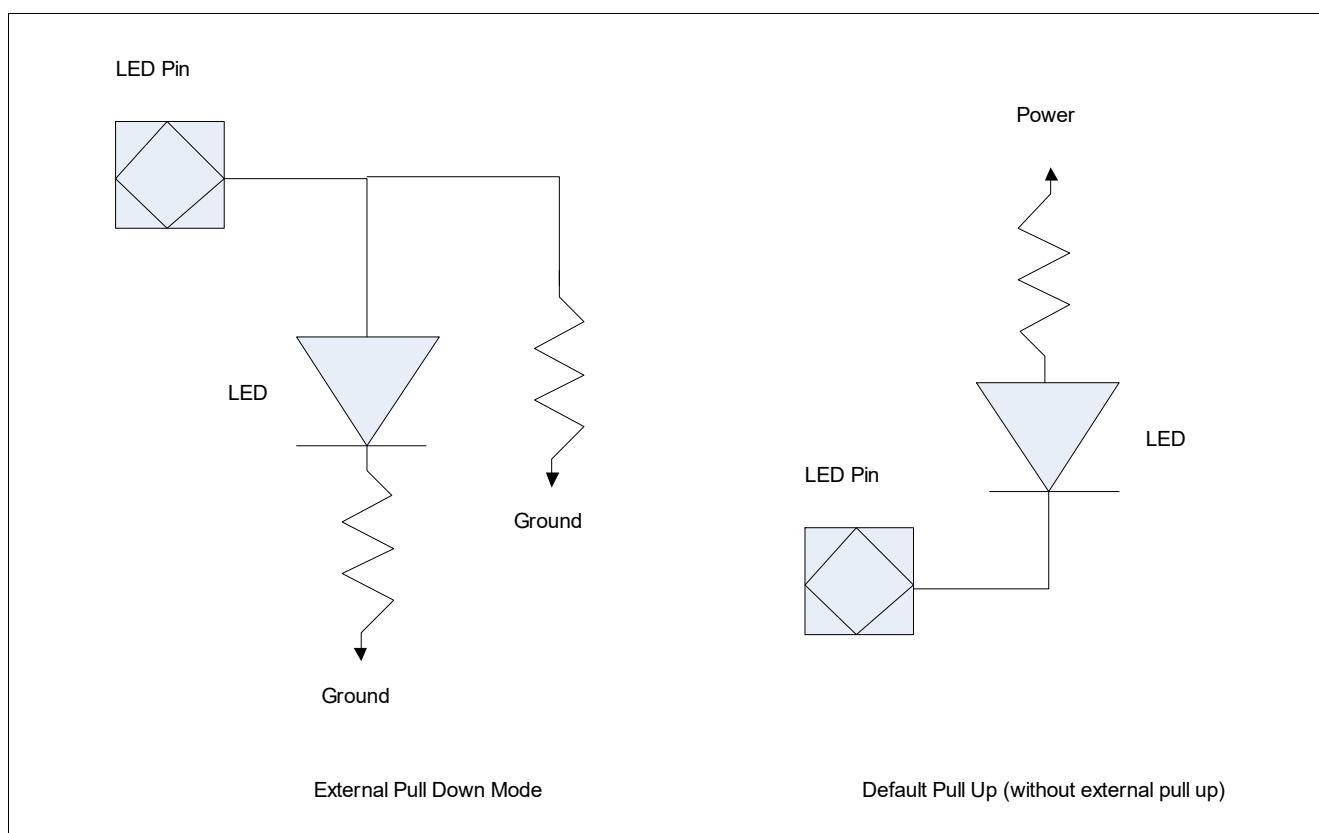 LED Pin
LED
Ground
Ground
External Pull Down Mode
Power
LED
LED Pin
Default Pull Up (without external pull up)